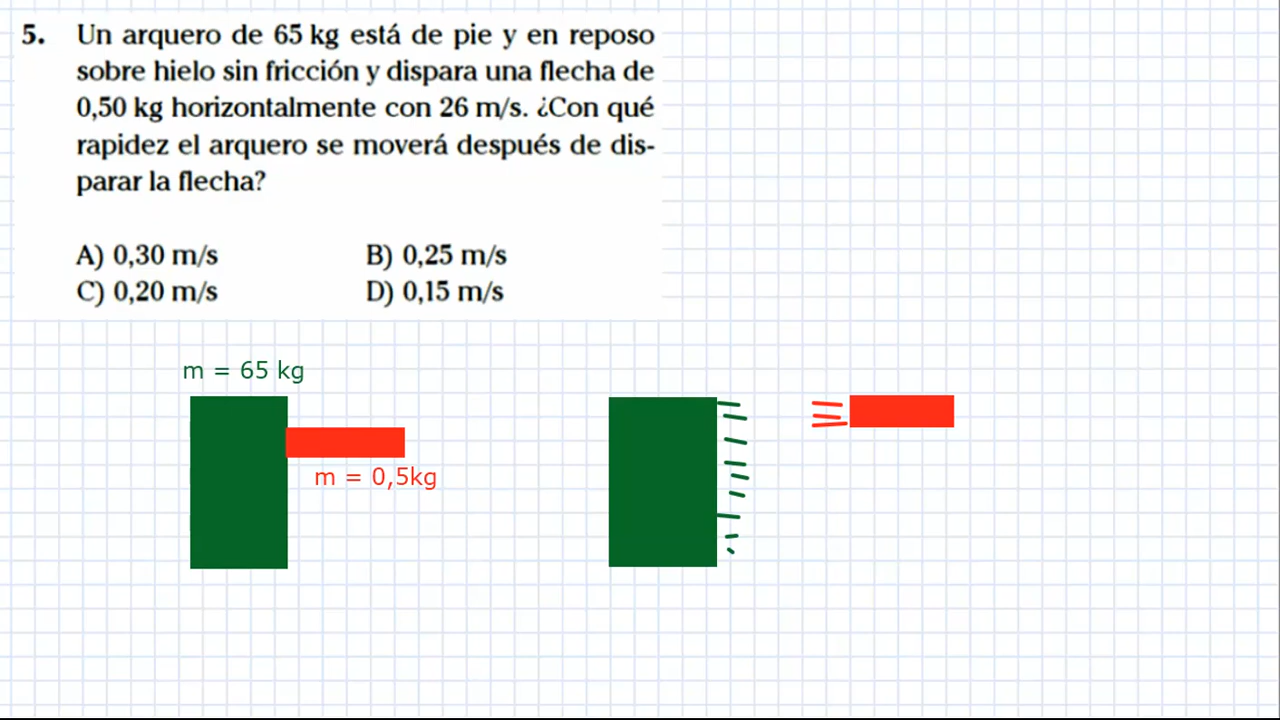 5. Un arquero de 65 kg está de pie y en reposo
sobre hielo sin fricción y dispara una flecha de
0,50 kg horizontalmente con 26 m/s. ¿Con qué
rapidez el arquero se moverá después de dis-
parar la flecha?
A) 0,30 m/s B) 0,25 m/s
C) 0,20 m/s D) 0,15 m/s
m = 65 kg
m = 0,5kg